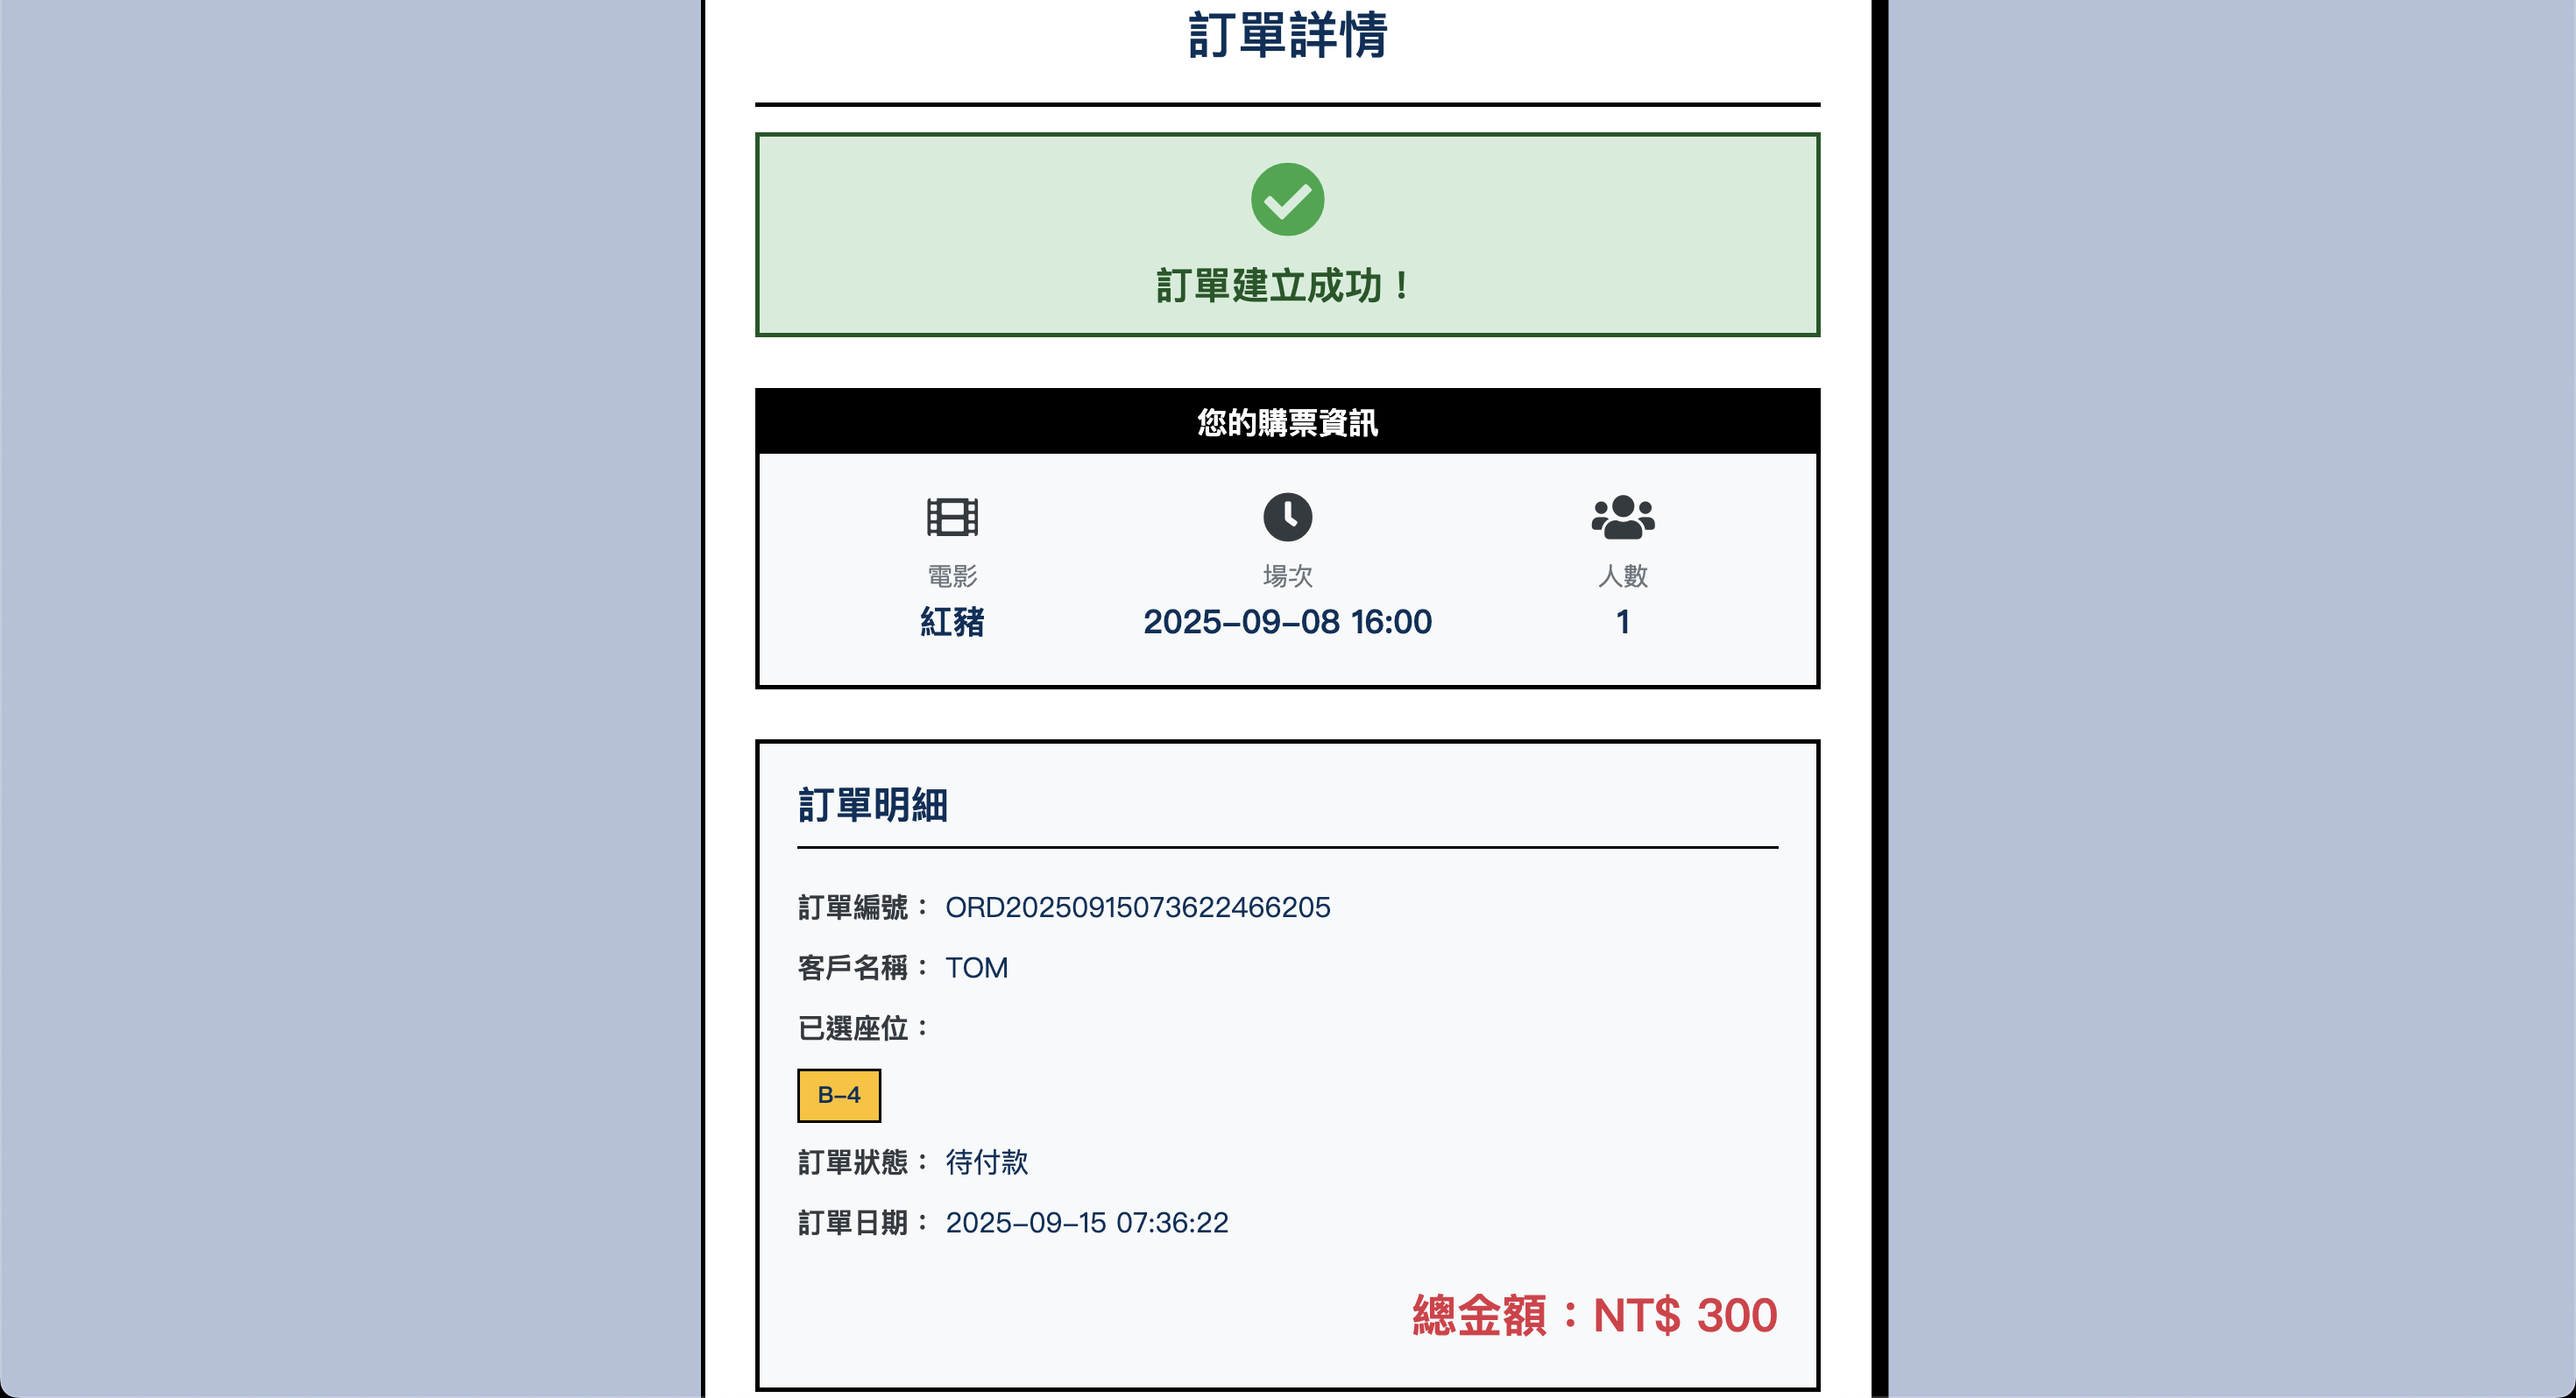 訂單詳情
訂單建立成功！
您的購票資訊
電影 場次 人數
紅豬 2025-09-08 16:00 1
訂單明細
訂單編號： ORD20250915073622466205
客戶名稱： TOM
已選座位：
B-4
訂單狀態： 待付款
訂單日期： 2025-09-15 07:36:22
總金額：NT$ 300